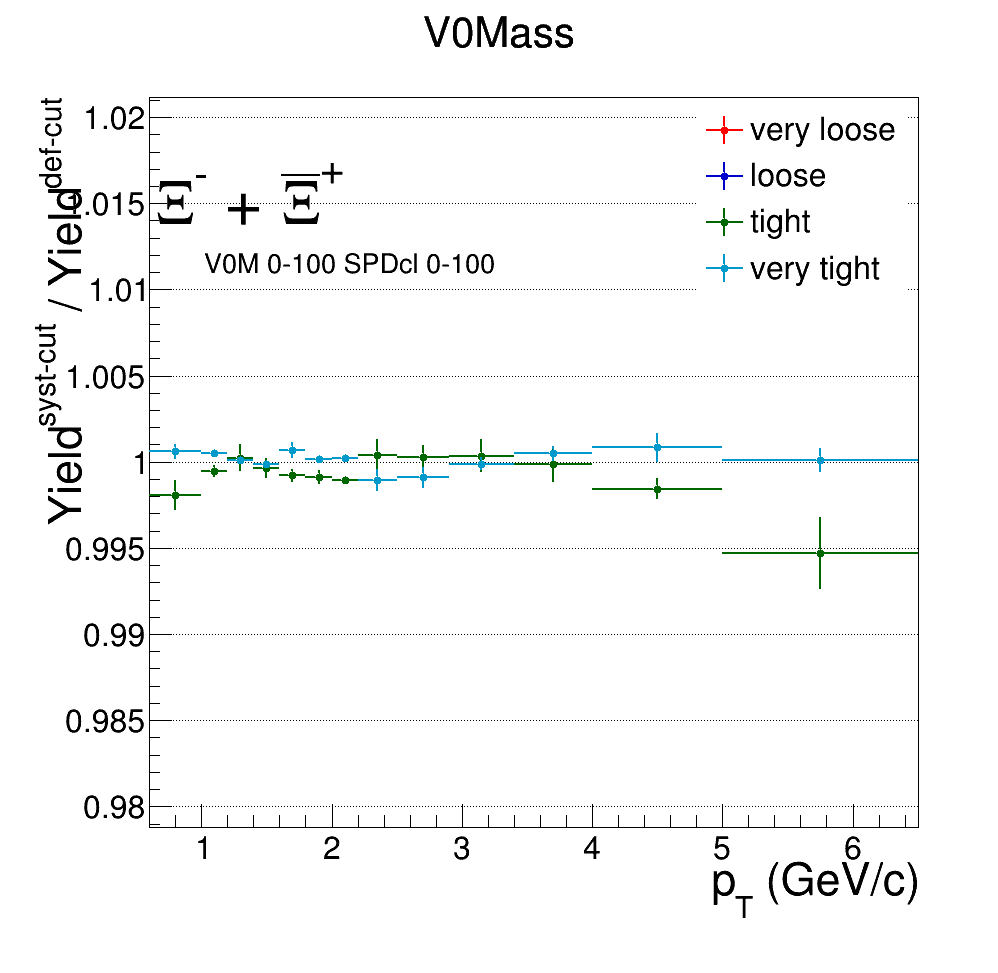 V0Mass
Yield^syst-cut / Yield^def-cut
1.02
1.015
1.01
1.005
1
0.995
0.99
0.985
0.98
Ξ^- + Ξ̅^+
V0M 0-100 SPDcl 0-100
very loose
loose
tight
very tight
1 2 3 4 5 6
p_T (GeV/c)